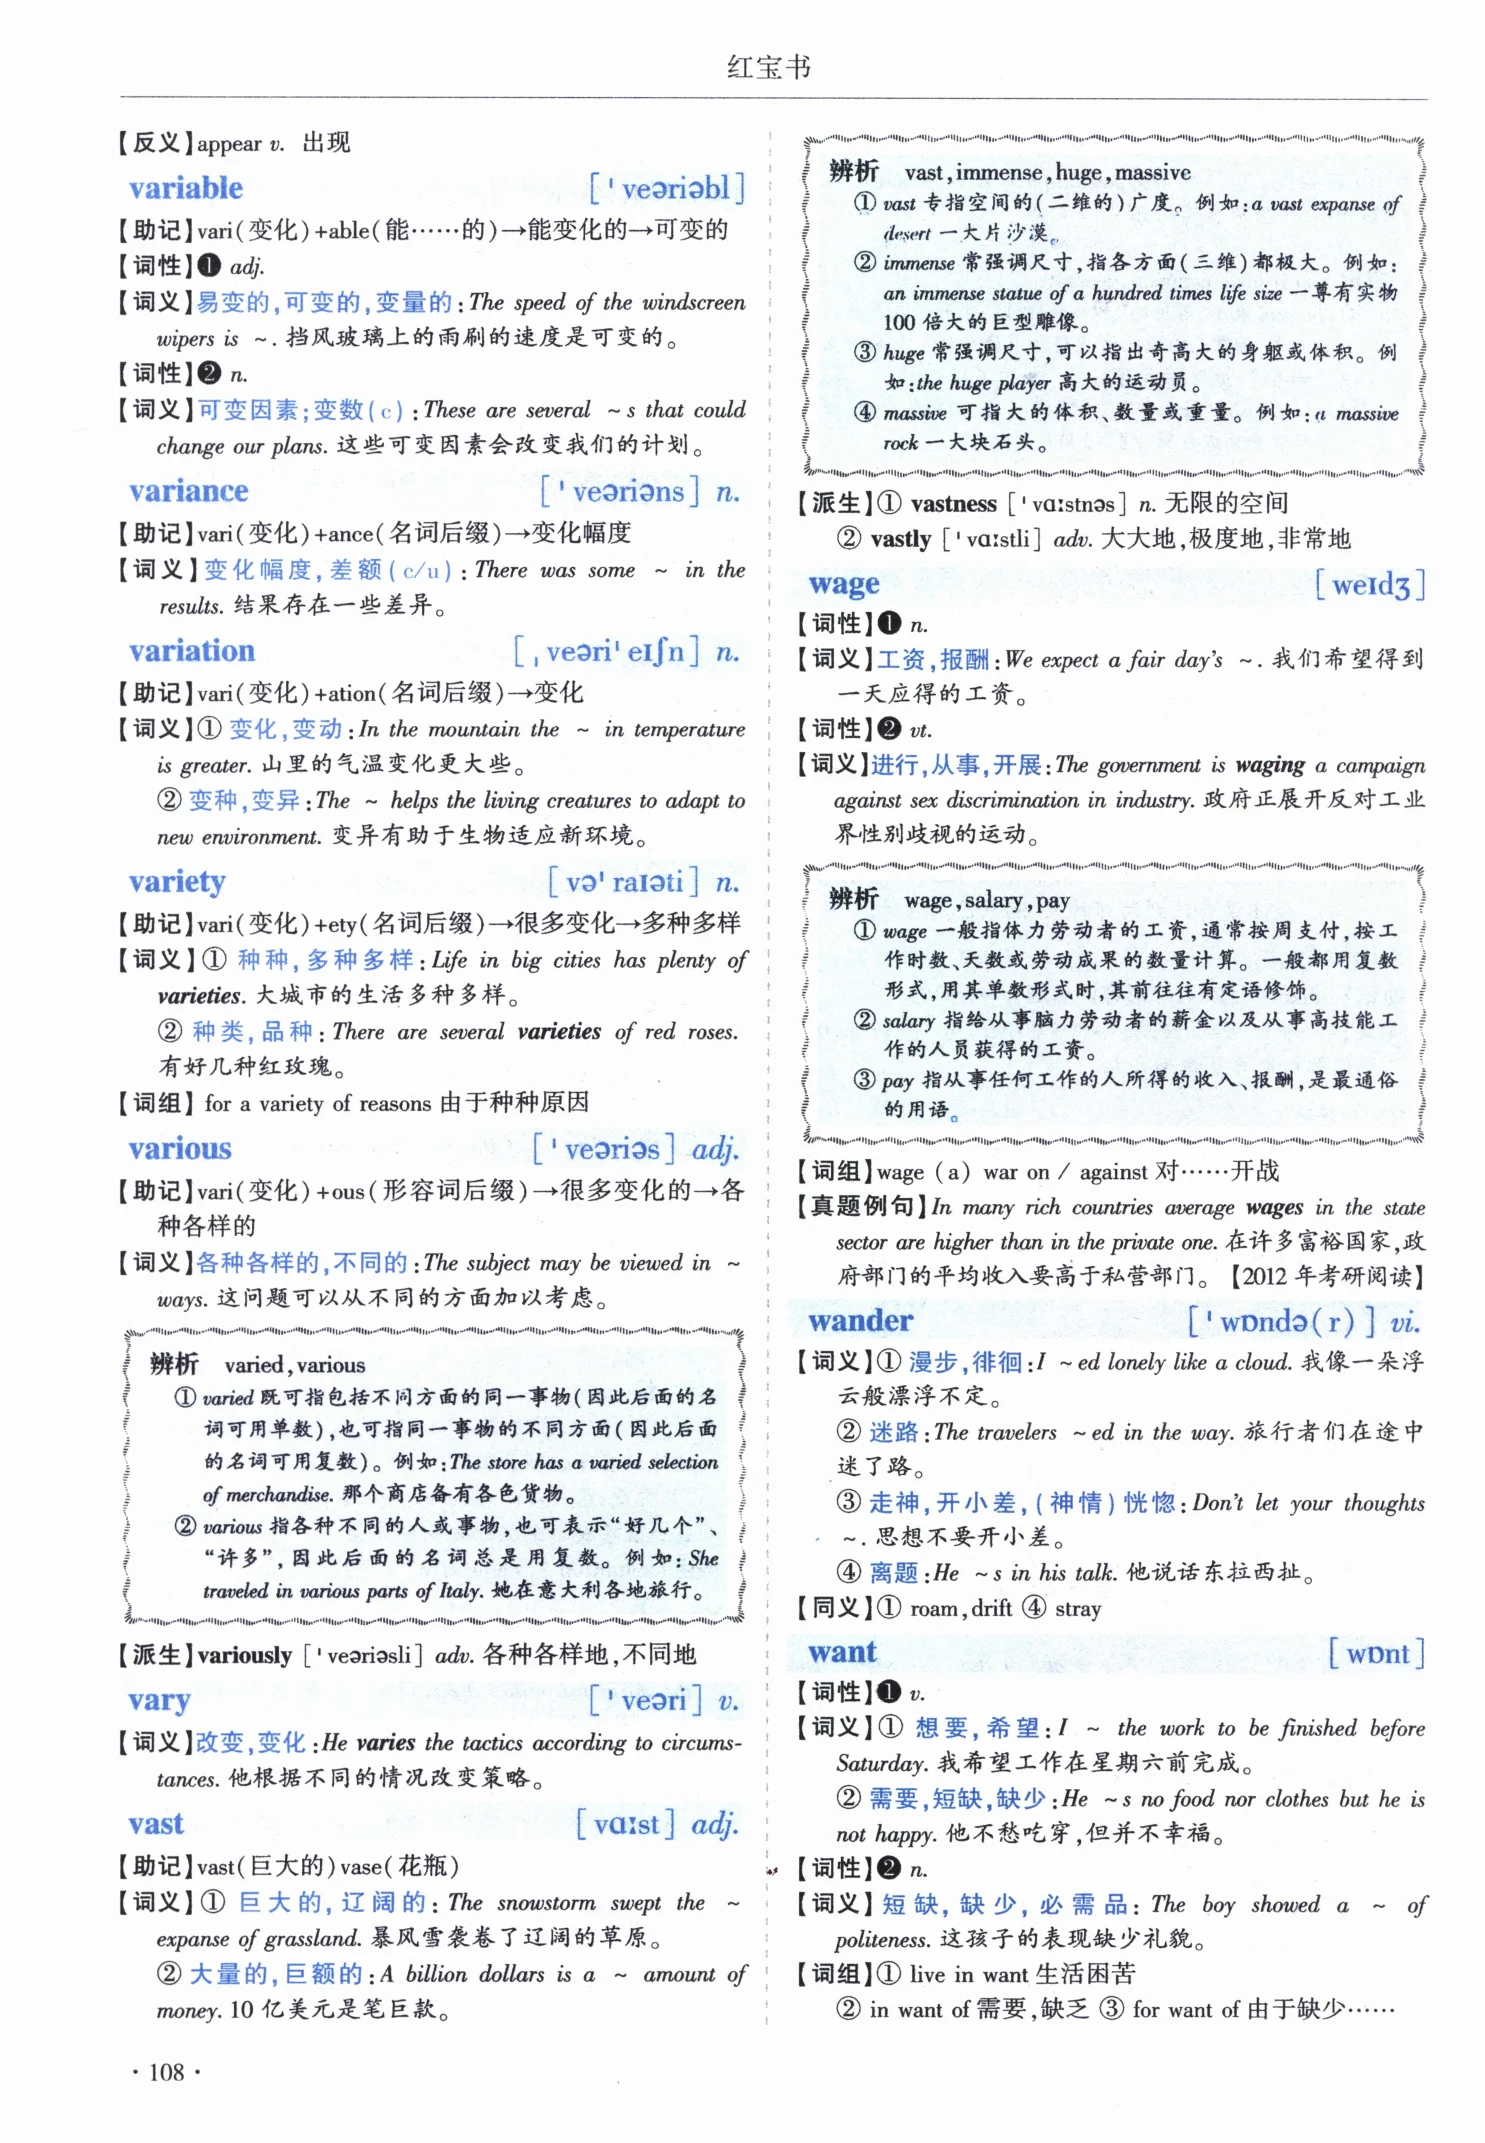 红宝书
【反义】appear v. 出现
variable [ˈveəriəbl]
【助记】vari(变化)+able(能……的)→能变化的→可变的
【词性】❶ adj.
【词义】易变的,可变的,变量的:The speed of the windscreen
wipers is ~. 挡风玻璃上的雨刷的速度是可变的。
【词性】❷ n.
【词义】可变因素;变数(c):These are several ~s that could
change our plans. 这些可变因素会改变我们的计划。
variance [ˈveəriəns] n.
【助记】vari(变化)+ance(名词后缀)→变化幅度
【词义】变化幅度,差额(c/u):There was some ~ in the
results. 结果存在一些差异。
variation [ˌveəriˈeɪʃn] n.
【助记】vari(变化)+ation(名词后缀)→变化
【词义】① 变化,变动:In the mountain the ~ in temperature
is greater. 山里的气温变化更大些。
② 变种,变异:The ~ helps the living creatures to adapt to
new environment. 变异有助于生物适应新环境。
variety [vəˈraɪəti] n.
【助记】vari(变化)+ety(名词后缀)→很多变化→多种多样
【词义】① 种种,多种多样:Life in big cities has plenty of
varieties. 大城市的生活多种多样。
② 种类,品种:There are several varieties of red roses.
有好几种红玫瑰。
【词组】for a variety of reasons 由于种种原因
various [ˈveəriəs] adj.
【助记】vari(变化)+ous(形容词后缀)→很多变化的→各
种各样的
【词义】各种各样的,不同的:The subject may be viewed in ~
ways. 这问题可以从不同的方面加以考虑。
辨析 varied,various
① varied 既可指包括不同方面的同一事物(因此后面的名
词可用单数),也可指同一事物的不同方面(因此后面
的名词可用复数)。例如:The store has a varied selection
of merchandise. 那个商店备有各色货物。
② various 指各种不同的人或事物,也可表示“好几个”、
“许多”,因此后面的名词总是用复数。例如:She
traveled in various parts of Italy. 她在意大利各地旅行。
【派生】variously [ˈveəriəsli] adv. 各种各样地,不同地
vary [ˈveəri] v.
【词义】改变,变化:He varies the tactics according to circums-
tances. 他根据不同的情况改变策略。
vast [vɑːst] adj.
【助记】vast(巨大的)vase(花瓶)
【词义】① 巨大的,辽阔的:The snowstorm swept the ~
expanse of grassland. 暴风雪袭卷了辽阔的草原。
② 大量的,巨额的:A billion dollars is a ~ amount of
money. 10 亿美元是笔巨款。
· 108 ·
辨析 vast,immense,huge,massive
① vast 专指空间的(二维的)广度。例如:a vast expanse of
desert 一大片沙漠。
② immense 常强调尺寸,指各方面(三维)都极大。例如:
an immense statue of a hundred times life size 一尊有实物
100 倍大的巨型雕像。
③ huge 常强调尺寸,可以指出奇高大的身躯或体积。例
如:the huge player 高大的运动员。
④ massive 可指大的体积、数量或重量。例如:a massive
rock 一大块石头。
【派生】① vastness [ˈvɑːstnəs] n. 无限的空间
② vastly [ˈvɑːstli] adv. 大大地,极度地,非常地
wage [weɪdʒ]
【词性】❶ n.
【词义】工资,报酬:We expect a fair day's ~. 我们希望得到
一天应得的工资。
【词性】❷ vt.
【词义】进行,从事,开展:The government is waging a campaign
against sex discrimination in industry. 政府正展开反对工业
界性别歧视的运动。
辨析 wage,salary,pay
① wage 一般指体力劳动者的工资,通常按周支付,按工
作时数、天数或劳动成果的数量计算。一般都用复数
形式,用其单数形式时,其前往往有定语修饰。
② salary 指给从事脑力劳动者的薪金以及从事高技能工
作的人员获得的工资。
③ pay 指从事任何工作的人所得的收入、报酬,是最通俗
的用语。
【词组】wage (a) war on / against 对……开战
【真题例句】In many rich countries average wages in the state
sector are higher than in the private one. 在许多富裕国家,政
府部门的平均收入要高于私营部门。【2012 年考研阅读】
wander [ˈwɒndə(r)] vi.
【词义】① 漫步,徘徊:I ~ed lonely like a cloud. 我像一朵浮
云般漂浮不定。
② 迷路:The travelers ~ed in the way. 旅行者们在途中
迷了路。
③ 走神,开小差,(神情)恍惚:Don't let your thoughts
~. 思想不要开小差。
④ 离题:He ~s in his talk. 他说话东拉西扯。
【同义】① roam,drift ④ stray
want [wɒnt]
【词性】❶ v.
【词义】① 想要,希望:I ~ the work to be finished before
Saturday. 我希望工作在星期六前完成。
② 需要,短缺,缺少:He ~s no food nor clothes but he is
not happy. 他不愁吃穿,但并不幸福。
【词性】❷ n.
【词义】短缺,缺少,必需品:The boy showed a ~ of
politeness. 这孩子的表现缺少礼貌。
【词组】① live in want 生活困苦
② in want of 需要,缺乏 ③ for want of 由于缺少……